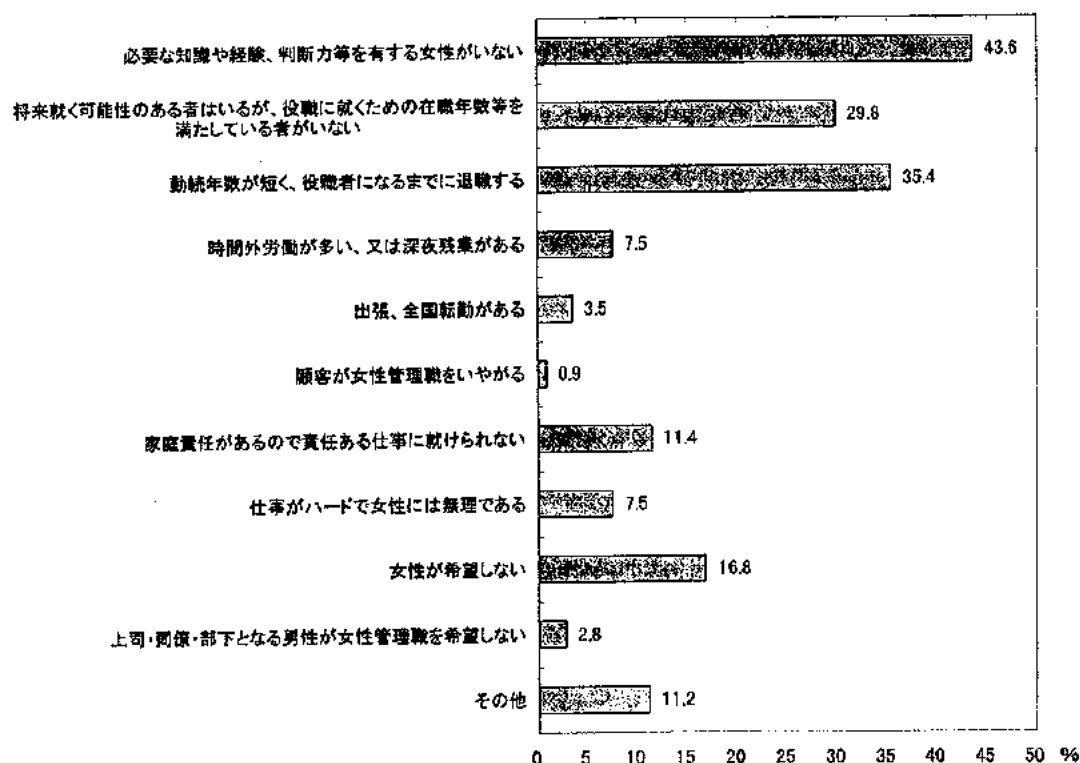 必要な知識や経験、判断力等を有する女性がいない 43.6
将来就く可能性のある者はいるが、役職に就くための在職年数等を
満たしている者がいない 29.8
勤続年数が短く、役職者になるまでに退職する 35.4
時間外労働が多い、又は深夜残業がある 7.5
出張、全国転勤がある 3.5
顧客が女性管理職をいやがる 0.9
家庭責任があるので責任ある仕事に就けられない 11.4
仕事がハードで女性には無理である 7.5
女性が希望しない 16.8
上司・同僚・部下となる男性が女性管理職を希望しない 2.8
その他 11.2
0 5 10 15 20 25 30 35 40 45 50 %